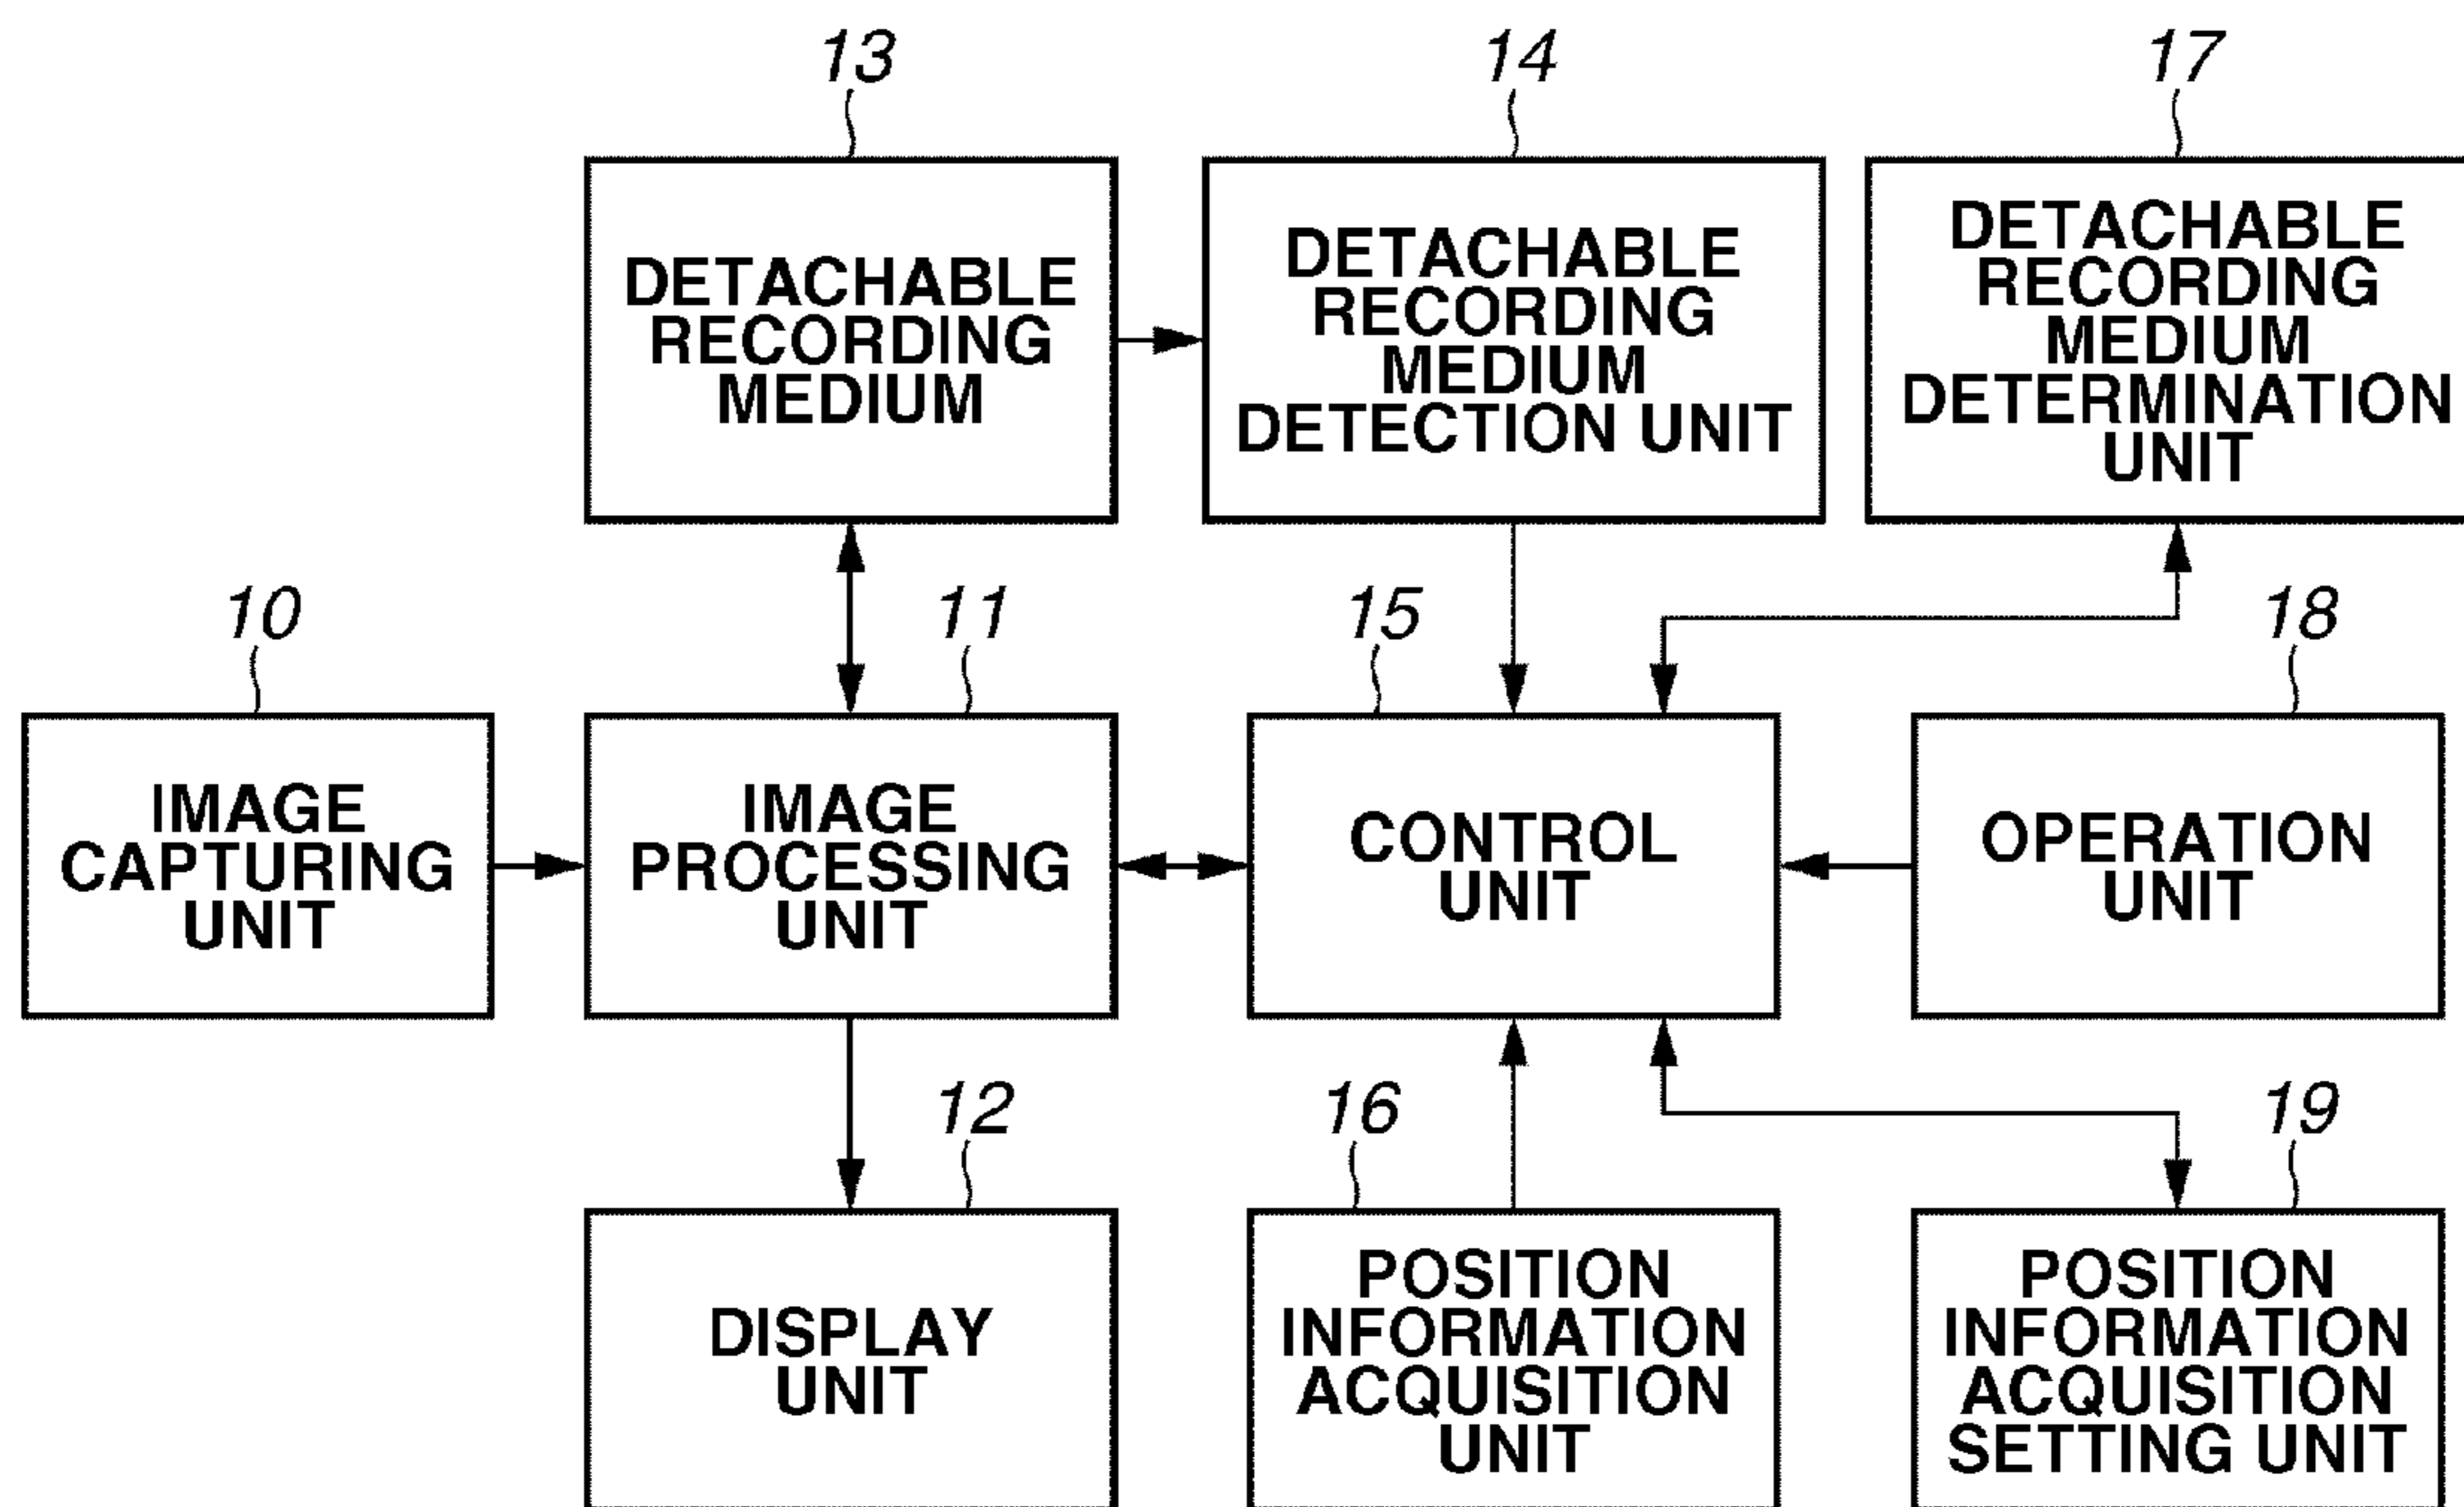 13
14
17
DETACHABLE
RECORDING
MEDIUM
DETACHABLE
RECORDING
MEDIUM
DETECTION UNIT
DETACHABLE
RECORDING
MEDIUM
DETERMINATION
UNIT
10
11
15
18
IMAGE
CAPTURING
UNIT
IMAGE
PROCESSING
UNIT
CONTROL
UNIT
OPERATION
UNIT
12
16
19
DISPLAY
UNIT
POSITION
INFORMATION
ACQUISITION
UNIT
POSITION
INFORMATION
ACQUISITION
SETTING UNIT